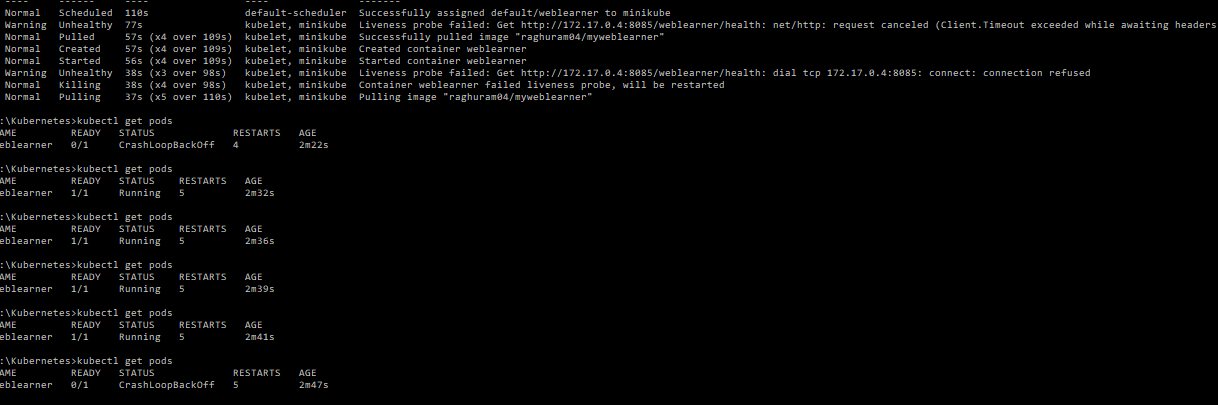 ---- ------ ---- ---- -------
Normal Scheduled 110s default-scheduler Successfully assigned default/weblearner to minikube
Warning Unhealthy 77s kubelet, minikube Liveness probe failed: Get http://172.17.0.4:8085/weblearner/health: net/http: request canceled (Client.Timeout exceeded while awaiting headers
Normal Pulled 57s (x4 over 109s) kubelet, minikube Successfully pulled image "raghuram04/myweblearner"
Normal Created 57s (x4 over 109s) kubelet, minikube Created container weblearner
Normal Started 56s (x4 over 109s) kubelet, minikube Started container weblearner
Warning Unhealthy 38s (x3 over 98s) kubelet, minikube Liveness probe failed: Get http://172.17.0.4:8085/weblearner/health: dial tcp 172.17.0.4:8085: connect: connection refused
Normal Killing 38s (x4 over 98s) kubelet, minikube Container weblearner failed liveness probe, will be restarted
Normal Pulling 37s (x5 over 110s) kubelet, minikube Pulling image "raghuram04/myweblearner"
:\Kubernetes>kubectl get pods
AME READY STATUS RESTARTS AGE
eblearner 0/1 CrashLoopBackOff 4 2m22s
:\Kubernetes>kubectl get pods
AME READY STATUS RESTARTS AGE
eblearner 1/1 Running 5 2m32s
:\Kubernetes>kubectl get pods
AME READY STATUS RESTARTS AGE
eblearner 1/1 Running 5 2m36s
:\Kubernetes>kubectl get pods
AME READY STATUS RESTARTS AGE
eblearner 1/1 Running 5 2m39s
:\Kubernetes>kubectl get pods
AME READY STATUS RESTARTS AGE
eblearner 1/1 Running 5 2m41s
:\Kubernetes>kubectl get pods
AME READY STATUS RESTARTS AGE
eblearner 0/1 CrashLoopBackOff 5 2m47s